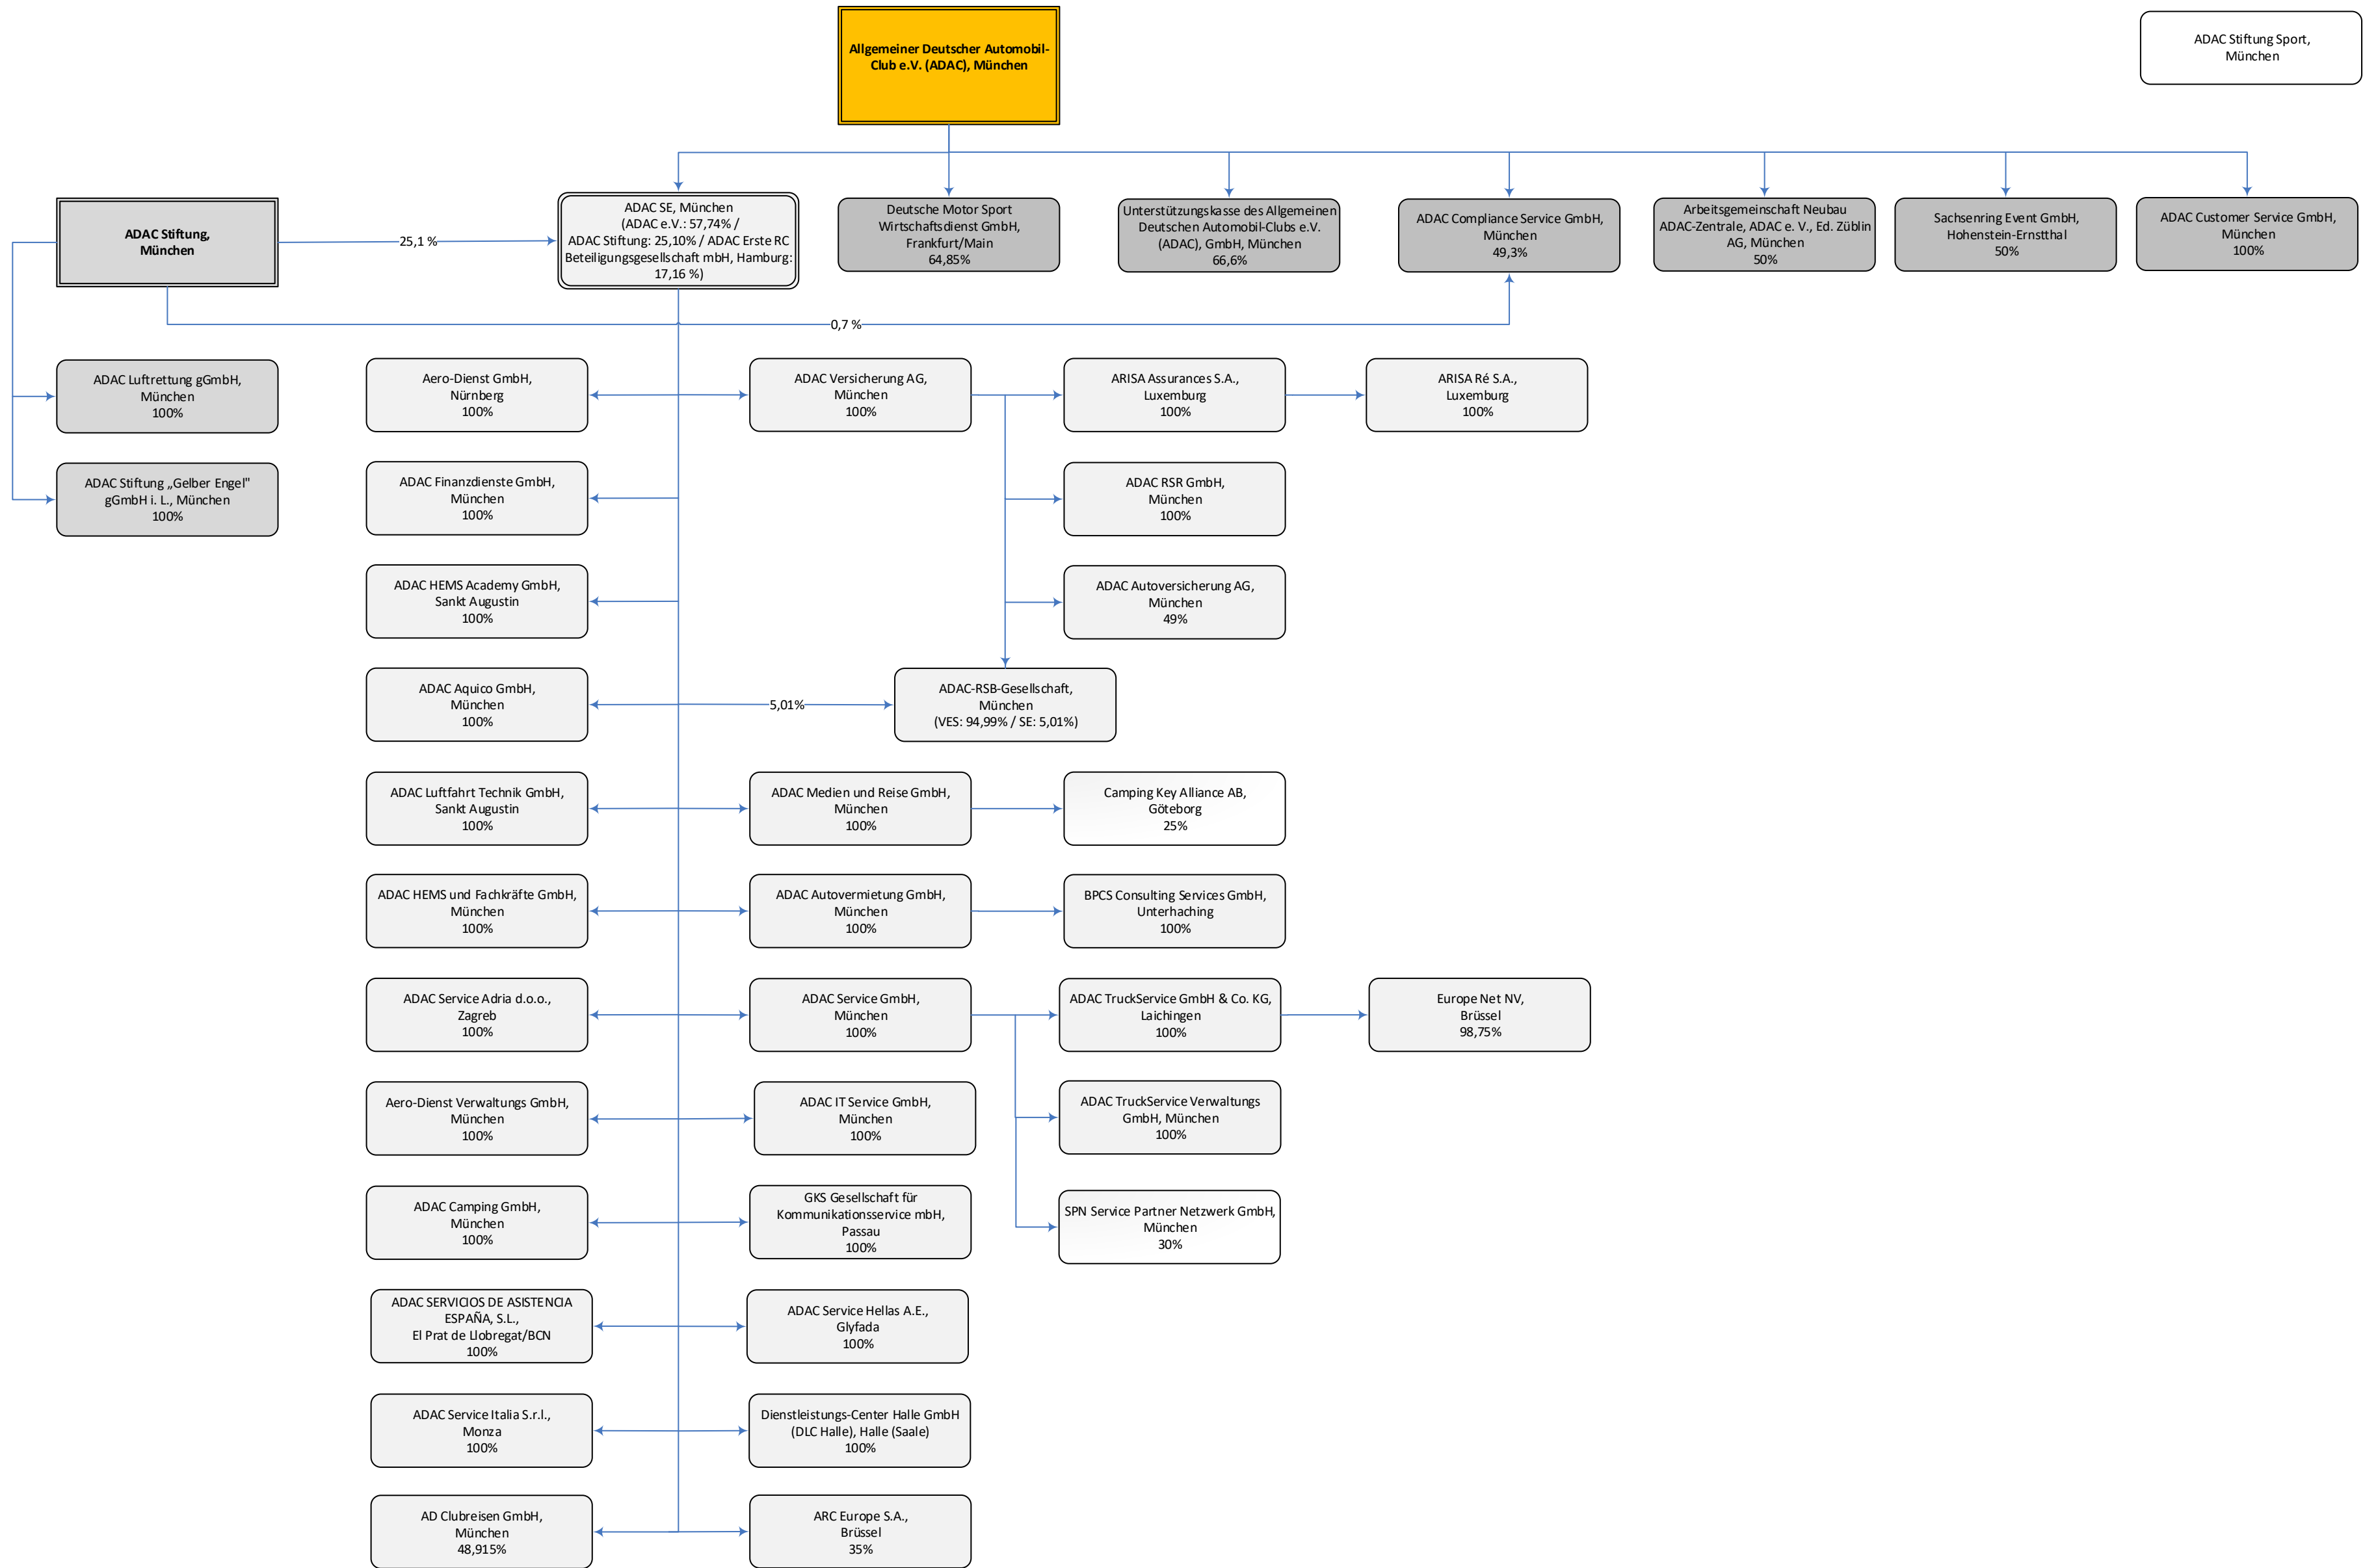 Allgemeiner Deutscher Automobil-
Club e.V. (ADAC), München
ADAC Stiftung Sport,
München
ADAC Stiftung,
München
25,1 %
ADAC SE, München
(ADAC e.V.: 57,74% /
ADAC Stiftung: 25,10% / ADAC Erste RC
Beteiligungsgesellschaft mbH, Hamburg:
17,16 %)
Deutsche Motor Sport
Wirtschaftsdienst GmbH,
Frankfurt/Main
64,85%
Unterstützungskasse des Allgemeinen
Deutschen Automobil-Clubs e.V.
(ADAC), GmbH, München
66,6%
ADAC Compliance Service GmbH,
München
49,3%
Arbeitsgemeinschaft Neubau
ADAC-Zentrale, ADAC e. V., Ed. Züblin
AG, München
50%
Sachsenring Event GmbH,
Hohenstein-Ernstthal
50%
ADAC Customer Service GmbH,
München
100%
0,7 %
ADAC Luftrettung gGmbH,
München
100%
Aero-Dienst GmbH,
Nürnberg
100%
ADAC Versicherung AG,
München
100%
ARISA Assurances S.A.,
Luxemburg
100%
ARISA Ré S.A.,
Luxemburg
100%
ADAC Stiftung „Gelber Engel"
gGmbH i. L., München
100%
ADAC Finanzdienste GmbH,
München
100%
ADAC RSR GmbH,
München
100%
ADAC HEMS Academy GmbH,
Sankt Augustin
100%
ADAC Autoversicherung AG,
München
49%
ADAC Aquico GmbH,
München
100%
5,01%
ADAC-RSB-Gesellschaft,
München
(VES: 94,99% / SE: 5,01%)
ADAC Luftfahrt Technik GmbH,
Sankt Augustin
100%
ADAC Medien und Reise GmbH,
München
100%
Camping Key Alliance AB,
Göteborg
25%
ADAC HEMS und Fachkräfte GmbH,
München
100%
ADAC Autovermietung GmbH,
München
100%
BPCS Consulting Services GmbH,
Unterhaching
100%
ADAC Service Adria d.o.o.,
Zagreb
100%
ADAC Service GmbH,
München
100%
ADAC TruckService GmbH & Co. KG,
Laichingen
100%
Europe Net NV,
Brüssel
98,75%
Aero-Dienst Verwaltungs GmbH,
München
100%
ADAC IT Service GmbH,
München
100%
ADAC TruckService Verwaltungs
GmbH, München
100%
ADAC Camping GmbH,
München
100%
GKS Gesellschaft für
Kommunikationsservice mbH,
Passau
100%
SPN Service Partner Netzwerk GmbH,
München
30%
ADAC SERVICIOS DE ASISTENCIA
ESPAÑA, S.L.,
El Prat de Llobregat/BCN
100%
ADAC Service Hellas A.E.,
Glyfada
100%
ADAC Service Italia S.r.l.,
Monza
100%
Dienstleistungs-Center Halle GmbH
(DLC Halle), Halle (Saale)
100%
AD Clubreisen GmbH,
München
48,915%
ARC Europe S.A.,
Brüssel
35%